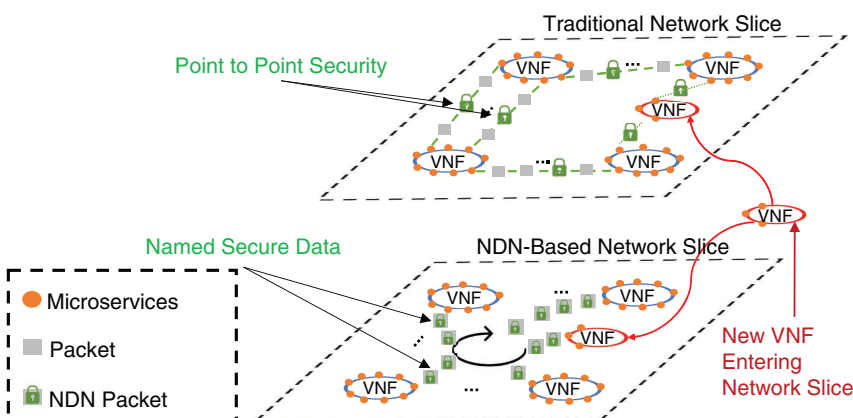 Traditional Network Slice
Point to Point Security
VNF
VNF
VNF
VNF
VNF
VNF
Named Secure Data
NDN-Based Network Slice
Microservices
Packet
NDN Packet
VNF
VNF
VNF
VNF
VNF
New VNF
Entering
Network Slice